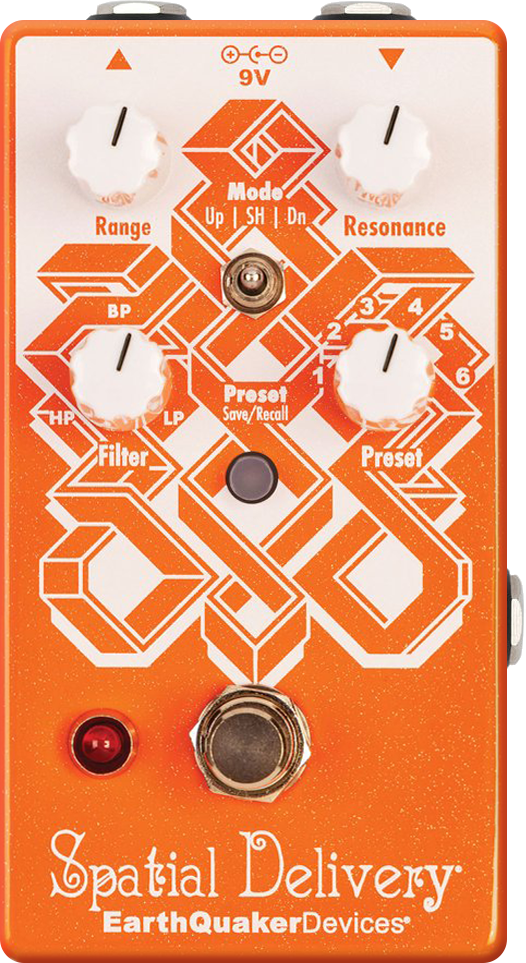 9V
Mode
Up | SH | Dn
Range
Resonance
BP
HP
LP
Filter
Preset
Save/Recall
1
2
3
4
5
6
Preset
Spatial Delivery
EarthQuakerDevices